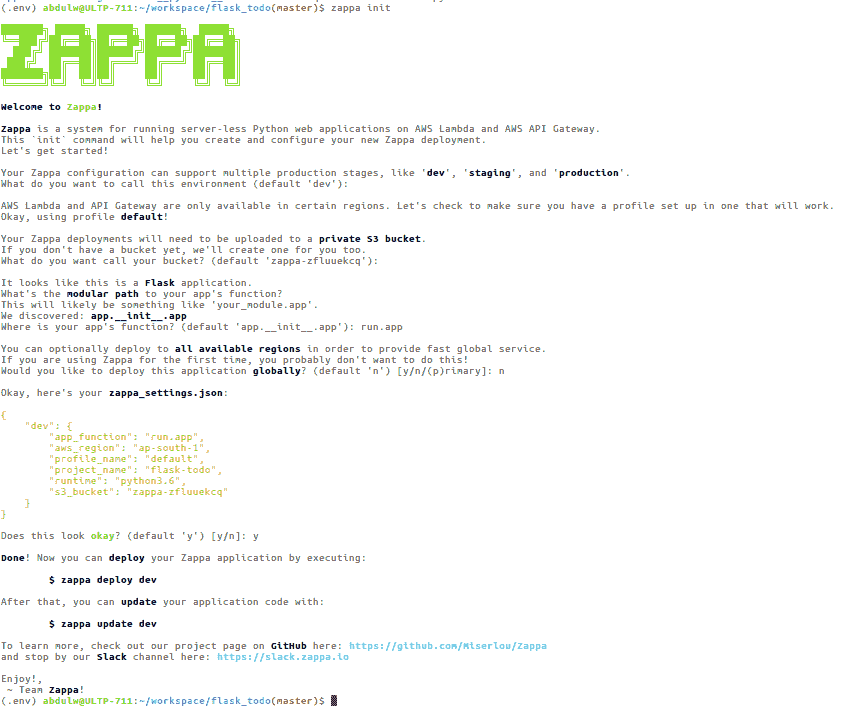 (.env) abdulw@ULTP-711:~/workspace/flask_todo(master)$ zappa init
ZAPPA
Welcome to Zappa!
Zappa is a system for running server-less Python web applications on AWS Lambda and AWS API Gateway.
This `init` command will help you create and configure your new Zappa deployment.
Let's get started!
Your Zappa configuration can support multiple production stages, like 'dev', 'staging', and 'production'.
What do you want to call this environment (default 'dev'):
AWS Lambda and API Gateway are only available in certain regions. Let's check to make sure you have a profile set up in one that will work.
Okay, using profile default!
Your Zappa deployments will need to be uploaded to a private S3 bucket.
If you don't have a bucket yet, we'll create one for you too.
What do you want call your bucket? (default 'zappa-zfluuekcq'):
It looks like this is a Flask application.
What's the modular path to your app's function?
This will likely be something like 'your_module.app'.
We discovered: app.__init__.app
Where is your app's function? (default 'app.__init__.app'): run.app
You can optionally deploy to all available regions in order to provide fast global service.
If you are using Zappa for the first time, you probably don't want to do this!
Would you like to deploy this application globally? (default 'n') [y/n/(p)rimary]: n
Okay, here's your zappa_settings.json:
{
    "dev": {
        "app_function": "run.app",
        "aws_region": "ap-south-1",
        "profile_name": "default",
        "project_name": "flask-todo",
        "runtime": "python3.6",
        "s3_bucket": "zappa-zfluuekcq"
    }
}
Does this look okay? (default 'y') [y/n]: y
Done! Now you can deploy your Zappa application by executing:
        $ zappa deploy dev
After that, you can update your application code with:
        $ zappa update dev
To learn more, check out our project page on GitHub here: https://github.com/Miserlou/Zappa
and stop by our Slack channel here: https://slack.zappa.io
Enjoy!,
 ~ Team Zappa!
(.env) abdulw@ULTP-711:~/workspace/flask_todo(master)$